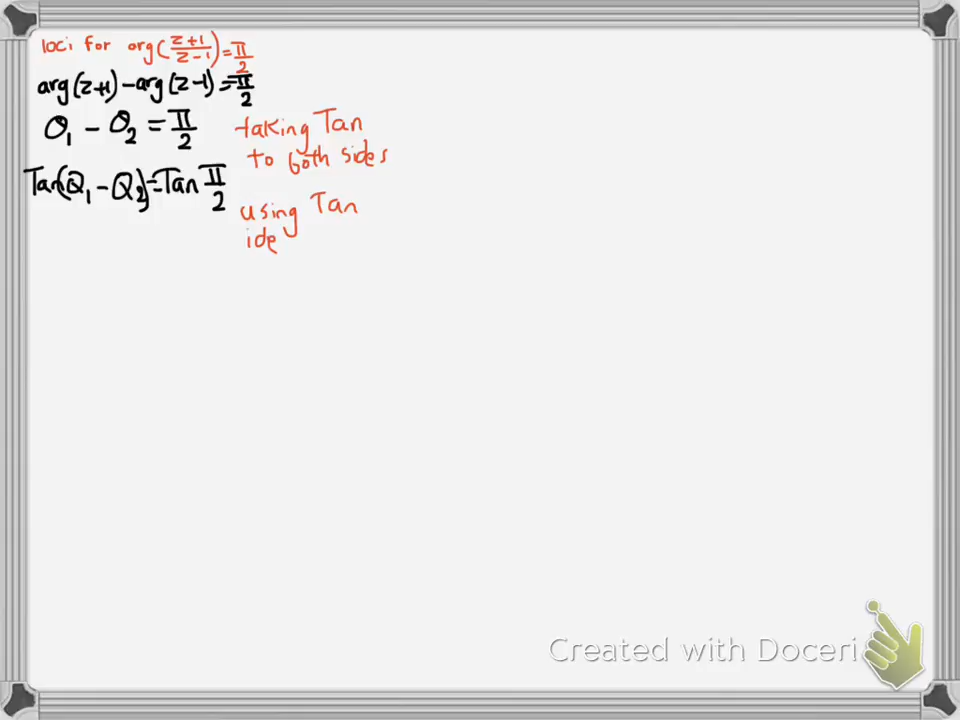 loci for arg(z+1/z-1)=π/2
arg(z+1)-arg(z-1)=π/2
θ₁ - θ₂ = π/2
taking Tan
to both sides
Tan(θ₁ - θ₂)=Tan π/2
using Tan
ide
Created with Doceri